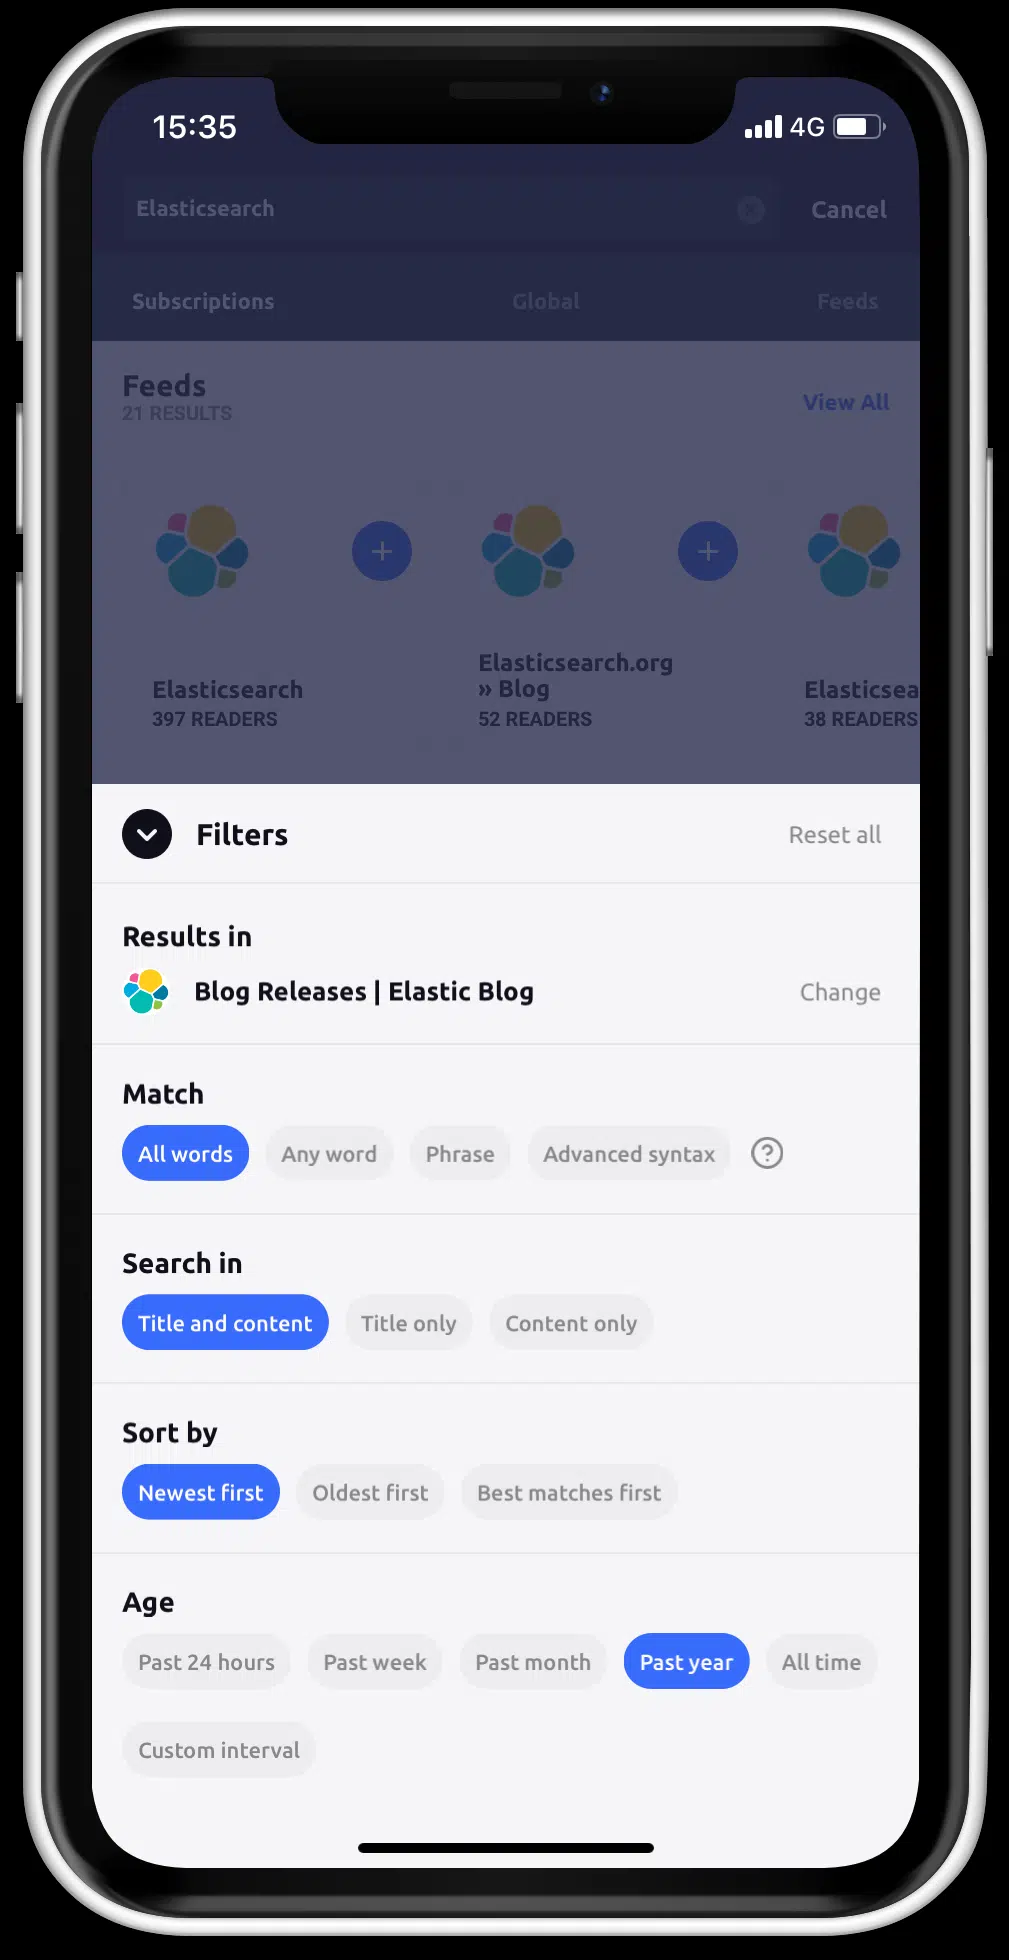 15:35
4G
Elasticsearch
Cancel
Subscriptions
Global
Feeds
Feeds
21 RESULTS
View All
Elasticsearch
397 READERS
Elasticsearch.org
» Blog
52 READERS
Elasticsea
38 READERS
Filters
Reset all
Results in
Blog Releases | Elastic Blog
Change
Match
All words
Any word
Phrase
Advanced syntax
?
Search in
Title and content
Title only
Content only
Sort by
Newest first
Oldest first
Best matches first
Age
Past 24 hours
Past week
Past month
Past year
All time
Custom interval